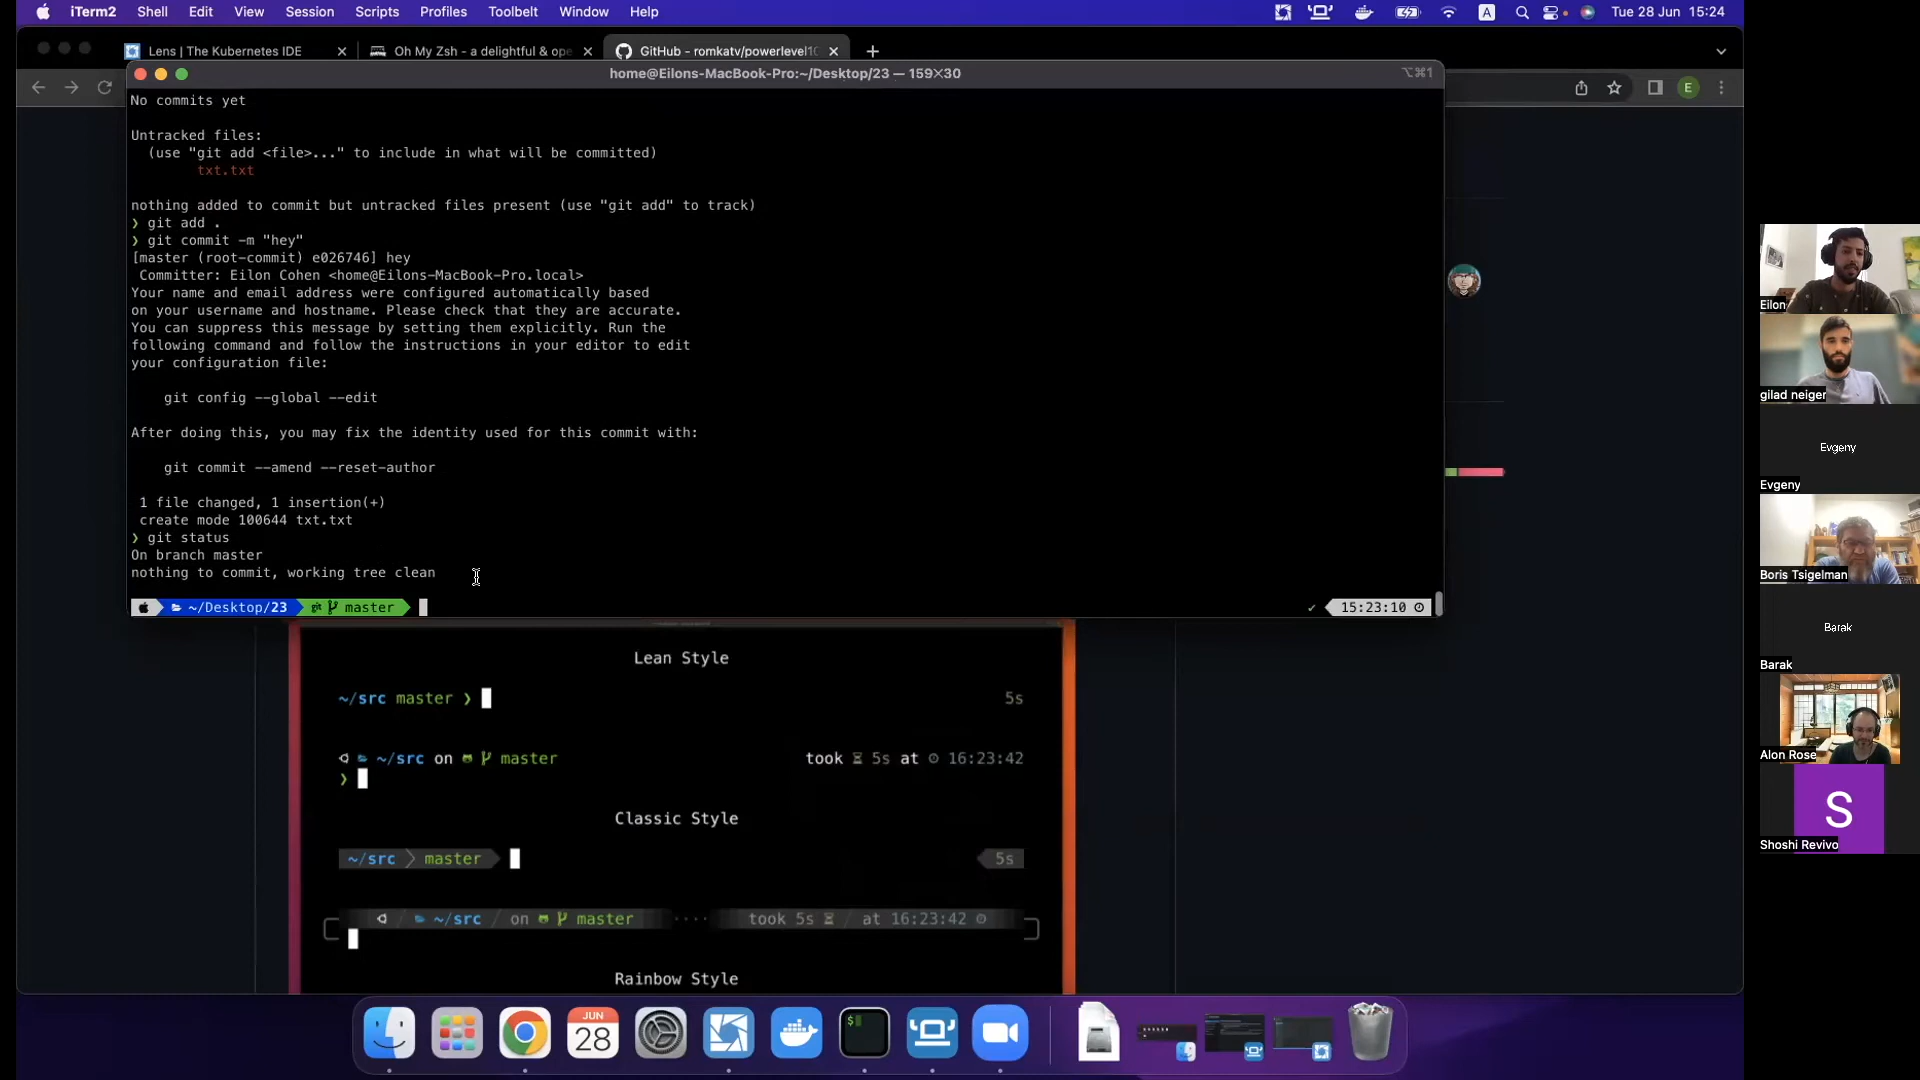 iTerm2 Shell Edit View Session Scripts Profiles Toolbelt Window Help
A
Tue 28 Jun 15:24
Lens | The Kubernetes IDE
Oh My Zsh - a delightful & ope
GitHub - romkatv/powerlevel1
home@Eilons-MacBook-Pro:~/Desktop/23 — 159×30
⌥⌘1
E
No commits yet
Untracked files:
(use "git add <file>..." to include in what will be committed)
txt.txt
nothing added to commit but untracked files present (use "git add" to track)
❯ git add .
❯ git commit -m "hey"
[master (root-commit) e026746] hey
Committer: Eilon Cohen <home@Eilons-MacBook-Pro.local>
Your name and email address were configured automatically based
on your username and hostname. Please check that they are accurate.
You can suppress this message by setting them explicitly. Run the
following command and follow the instructions in your editor to edit
your configuration file:
git config --global --edit
After doing this, you may fix the identity used for this commit with:
git commit --amend --reset-author
1 file changed, 1 insertion(+)
create mode 100644 txt.txt
❯ git status
On branch master
nothing to commit, working tree clean
~/Desktop/23 git master
✓ 15:23:10
Lean Style
~/src master ❯
5s
~/src on master
took 5s at 16:23:42
❯
Classic Style
~/src master
5s
~/src on master
took 5s at 16:23:42
Rainbow Style
JUN
28
$
Eilon
gilad neiger
Evgeny
Evgeny
Boris Tsigelman
Barak
Barak
Alon Rose
S
Shoshi Revivo